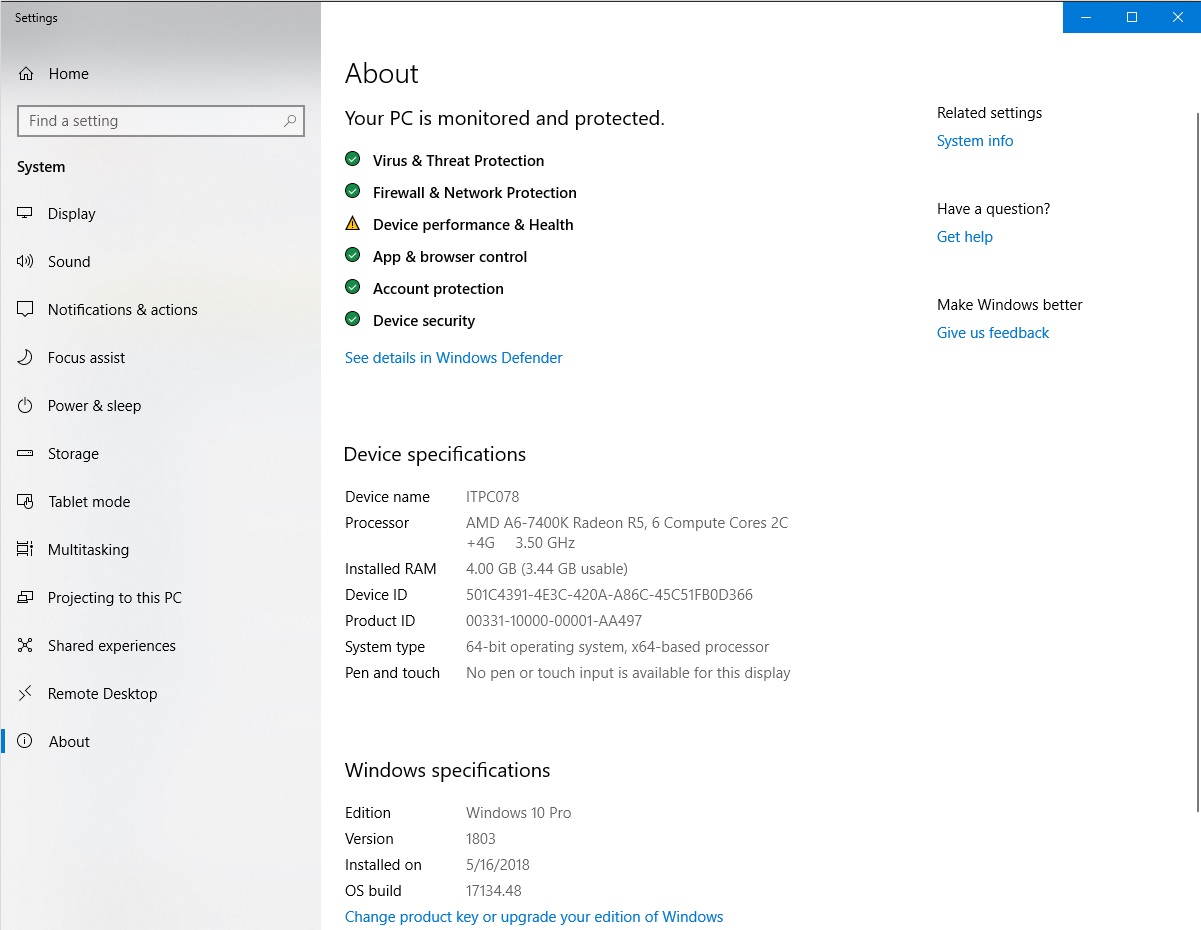 Settings
Home
Find a setting
System
Display
Sound
Notifications & actions
Focus assist
Power & sleep
Storage
Tablet mode
Multitasking
Projecting to this PC
Shared experiences
Remote Desktop
About
About
Your PC is monitored and protected.
Virus & Threat Protection
Firewall & Network Protection
Device performance & Health
App & browser control
Account protection
Device security
See details in Windows Defender
Device specifications
Device name ITPC078
Processor AMD A6-7400K Radeon R5, 6 Compute Cores 2C
+4G 3.50 GHz
Installed RAM 4.00 GB (3.44 GB usable)
Device ID 501C4391-4E3C-420A-A86C-45C51FB0D366
Product ID 00331-10000-00001-AA497
System type 64-bit operating system, x64-based processor
Pen and touch No pen or touch input is available for this display
Windows specifications
Edition Windows 10 Pro
Version 1803
Installed on 5/16/2018
OS build 17134.48
Change product key or upgrade your edition of Windows
Related settings
System info
Have a question?
Get help
Make Windows better
Give us feedback